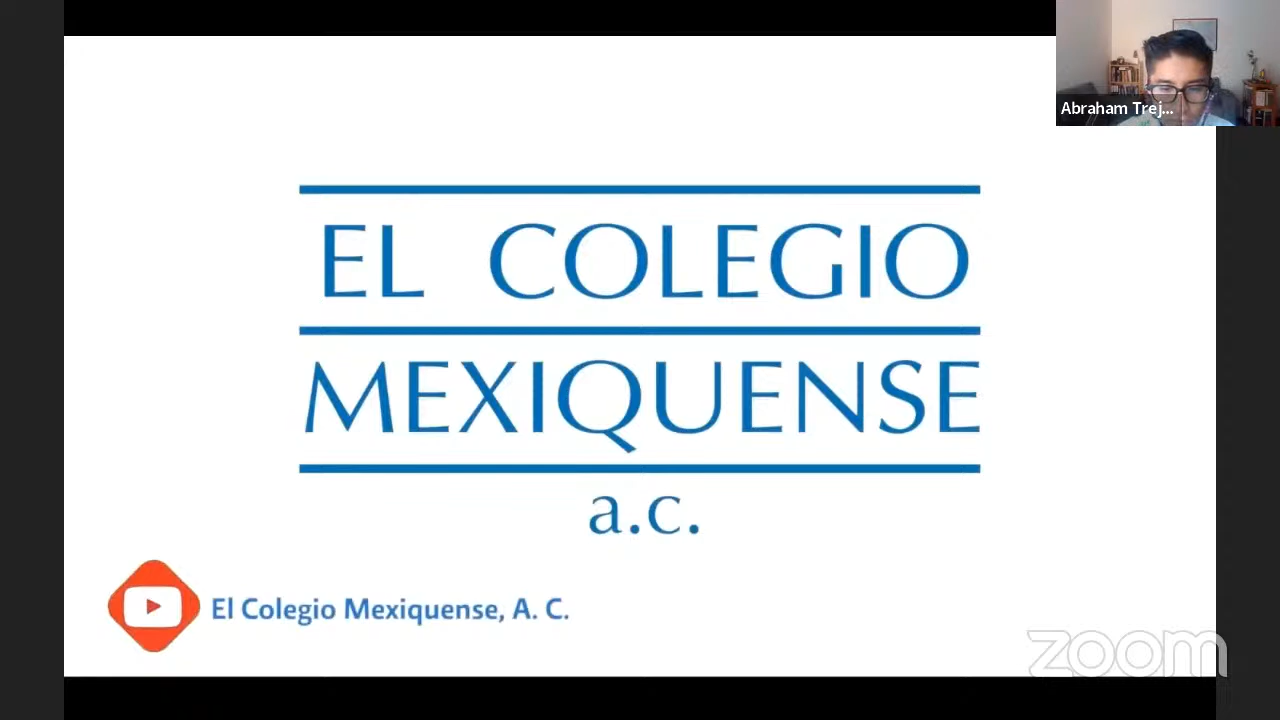 Abraham Trej...
EL COLEGIO
MEXIQUENSE
a.c.
El Colegio Mexiquense, A. C.
zoom